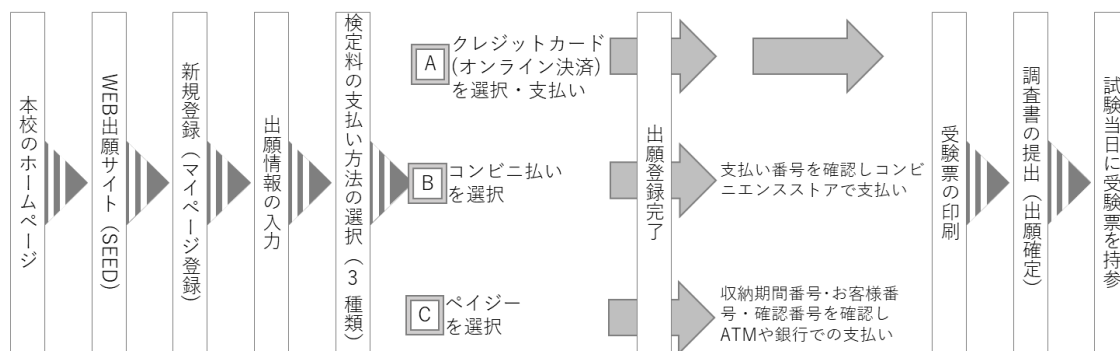 本校のホームページ
WEB出願サイト（SEED)
新規登録（マイページ登録)
出願情報の入力
検定料の支払い方法の選択（3種類）
A
クレジットカード
(オンライン決済)
を選択・支払い
B
コンビニ払い
を選択
C
ペイジー
を選択
出願登録完了
支払い番号を確認しコンビ
ニエンスストアで支払い
収納期間番号･お客様番
号・確認番号を確認し
ATMや銀行での支払い
受験票の印刷
調査書の提出（出願確定）
試験当日に受験票を持参